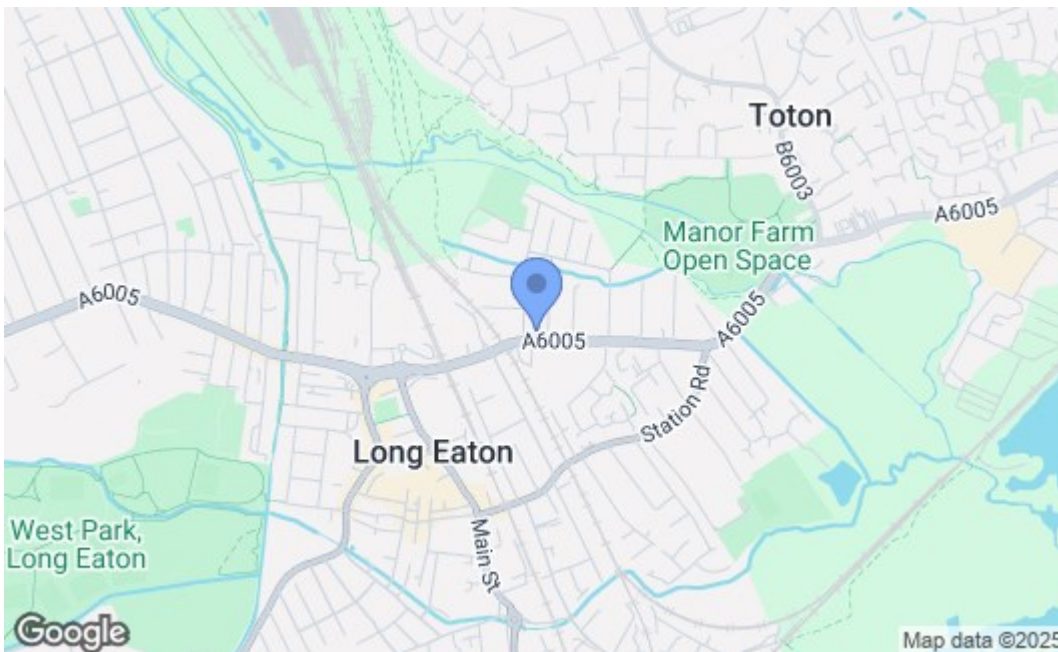 Toton
B6003
A6005
Manor Farm
Open Space
A6005
A6005
A6005
Station Rd
Long Eaton
West Park,
Long Eaton
Main St
Google
Map data ©2025